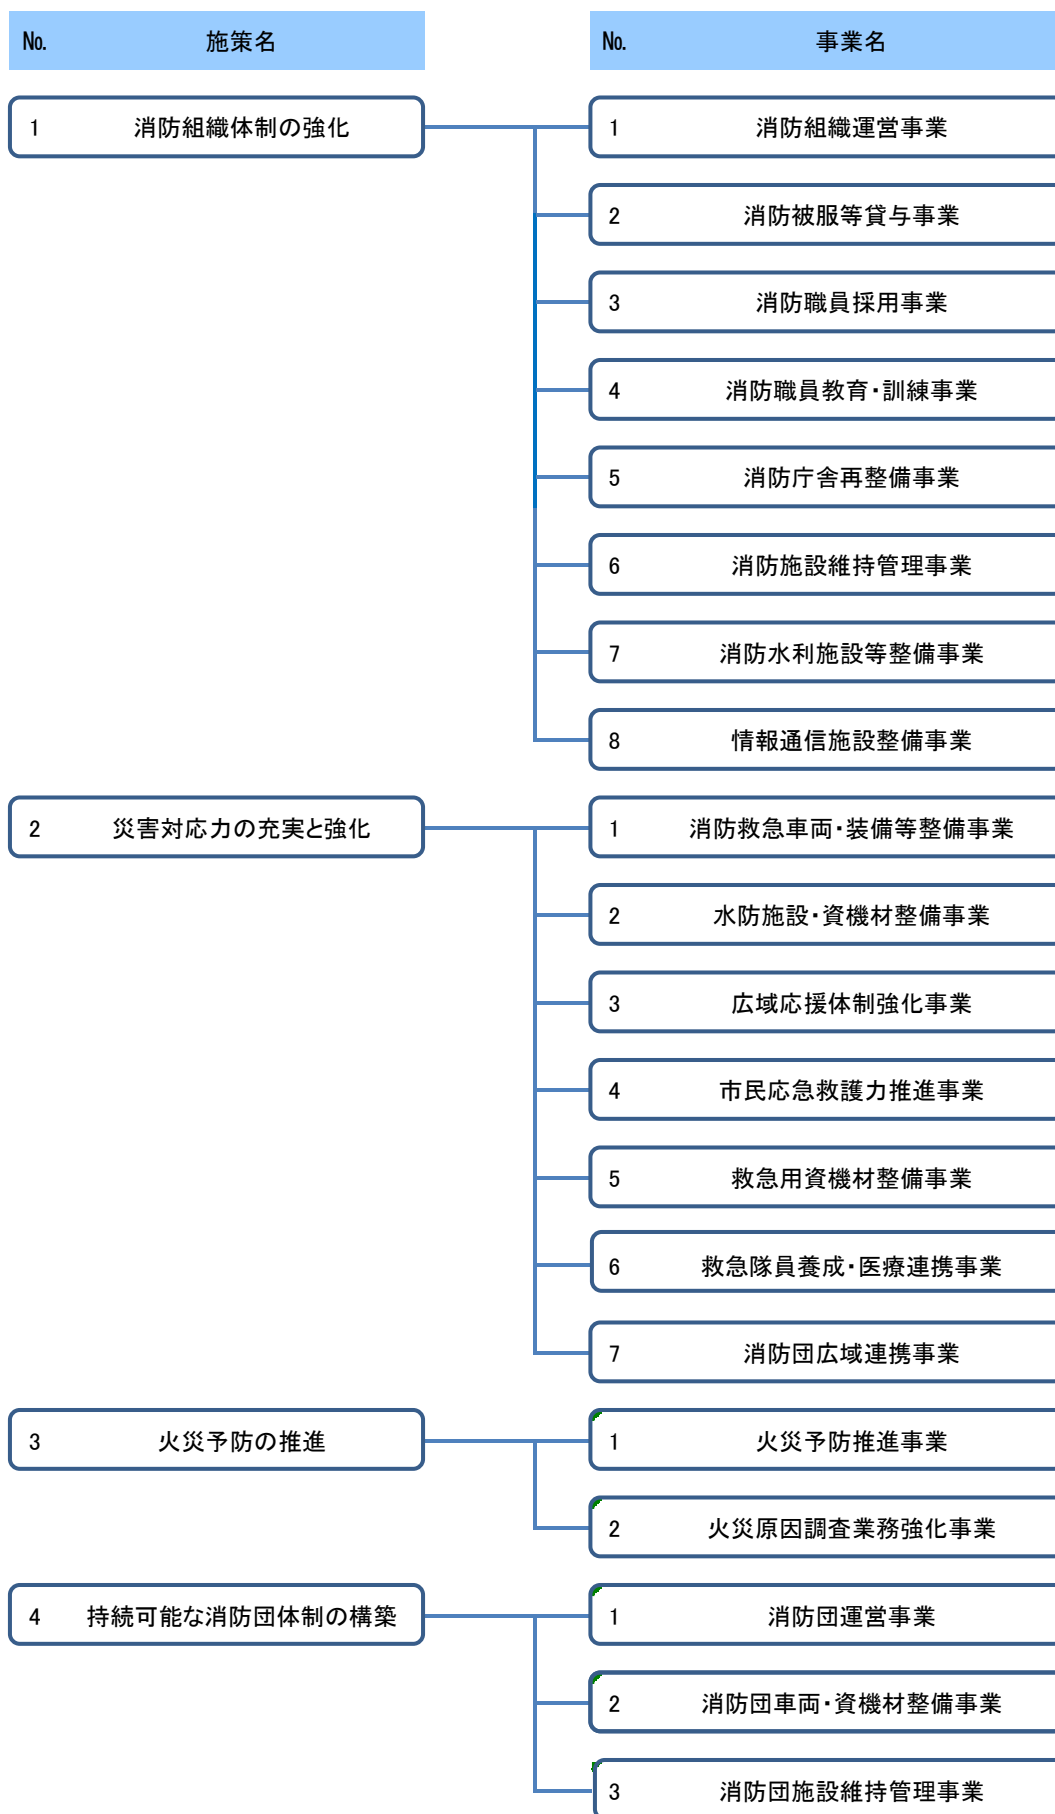 № 施策名 № 事業名
1 消防組織体制の強化 1 消防組織運営事業
2 消防被服等貸与事業
3 消防職員採用事業
4 消防職員教育・訓練事業
5 消防庁舎再整備事業
6 消防施設維持管理事業
7 消防水利施設等整備事業
8 情報通信施設整備事業
2 災害対応力の充実と強化 1 消防救急車両・装備等整備事業
2 水防施設・資機材整備事業
3 広域応援体制強化事業
4 市民応急救護力推進事業
5 救急用資機材整備事業
6 救急隊員養成・医療連携事業
7 消防団広域連携事業
3 火災予防の推進 1 火災予防推進事業
2 火災原因調査業務強化事業
4 持続可能な消防団体制の構築 1 消防団運営事業
2 消防団車両・資機材整備事業
3 消防団施設維持管理事業